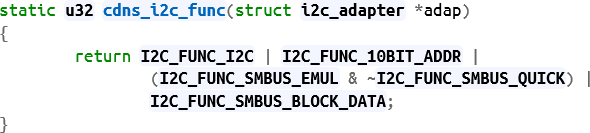 static u32 cdns_i2c_func(struct i2c_adapter *adap)
{
        return I2C_FUNC_I2C | I2C_FUNC_10BIT_ADDR |
                (I2C_FUNC_SMBUS_EMUL & ~I2C_FUNC_SMBUS_QUICK) |
                I2C_FUNC_SMBUS_BLOCK_DATA;
}